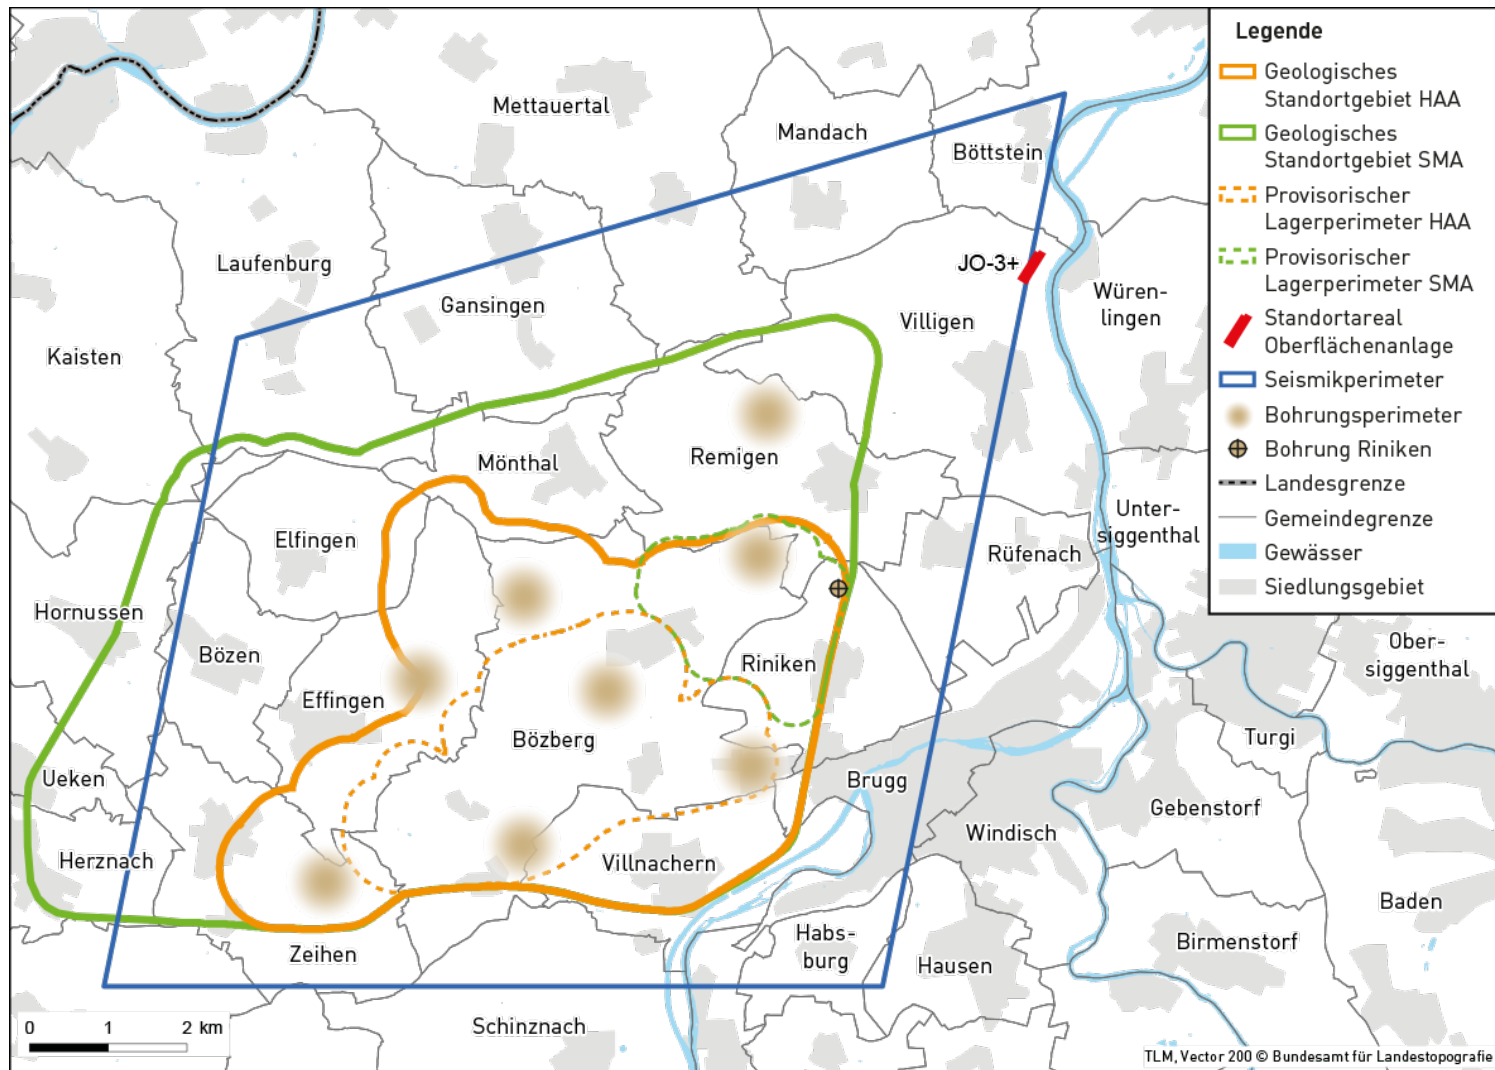 Legende
Geologisches
Standortgebiet HAA
Geologisches
Standortgebiet SMA
Provisorischer
Lagerperimeter HAA
Provisorischer
Lagerperimeter SMA
Standortareal
Oberflächenanlage
Seismikperimeter
Bohrungsperimeter
Bohrung Riniken
Landesgrenze
Gemeindegrenze
Gewässer
Siedlungsgebiet
Mettauertal
Mandach
Böttstein
Laufenburg
JO-3+
Gansingen
Würen-
lingen
Villigen
Kaisten
Mönthal
Remigen
Elfingen
Unter-
siggenthal
Rüfenach
Hornussen
Bözen
Riniken
Ober-
siggenthal
Effingen
Bözberg
Turgi
Ueken
Brugg
Gebenstorf
Windisch
Herznach
Villnachern
Baden
Zeihen
Habs-
burg
Hausen
Birmenstorf
Schinznach
0 1 2 km
TLM, Vector 200 © Bundesamt für Landestopografie